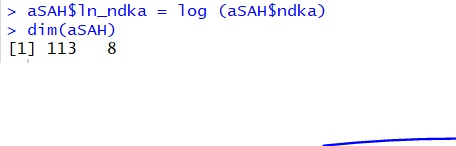 > aSAH$ln_ndka = log (aSAH$ndka)
> dim(aSAH)
[1] 113   8